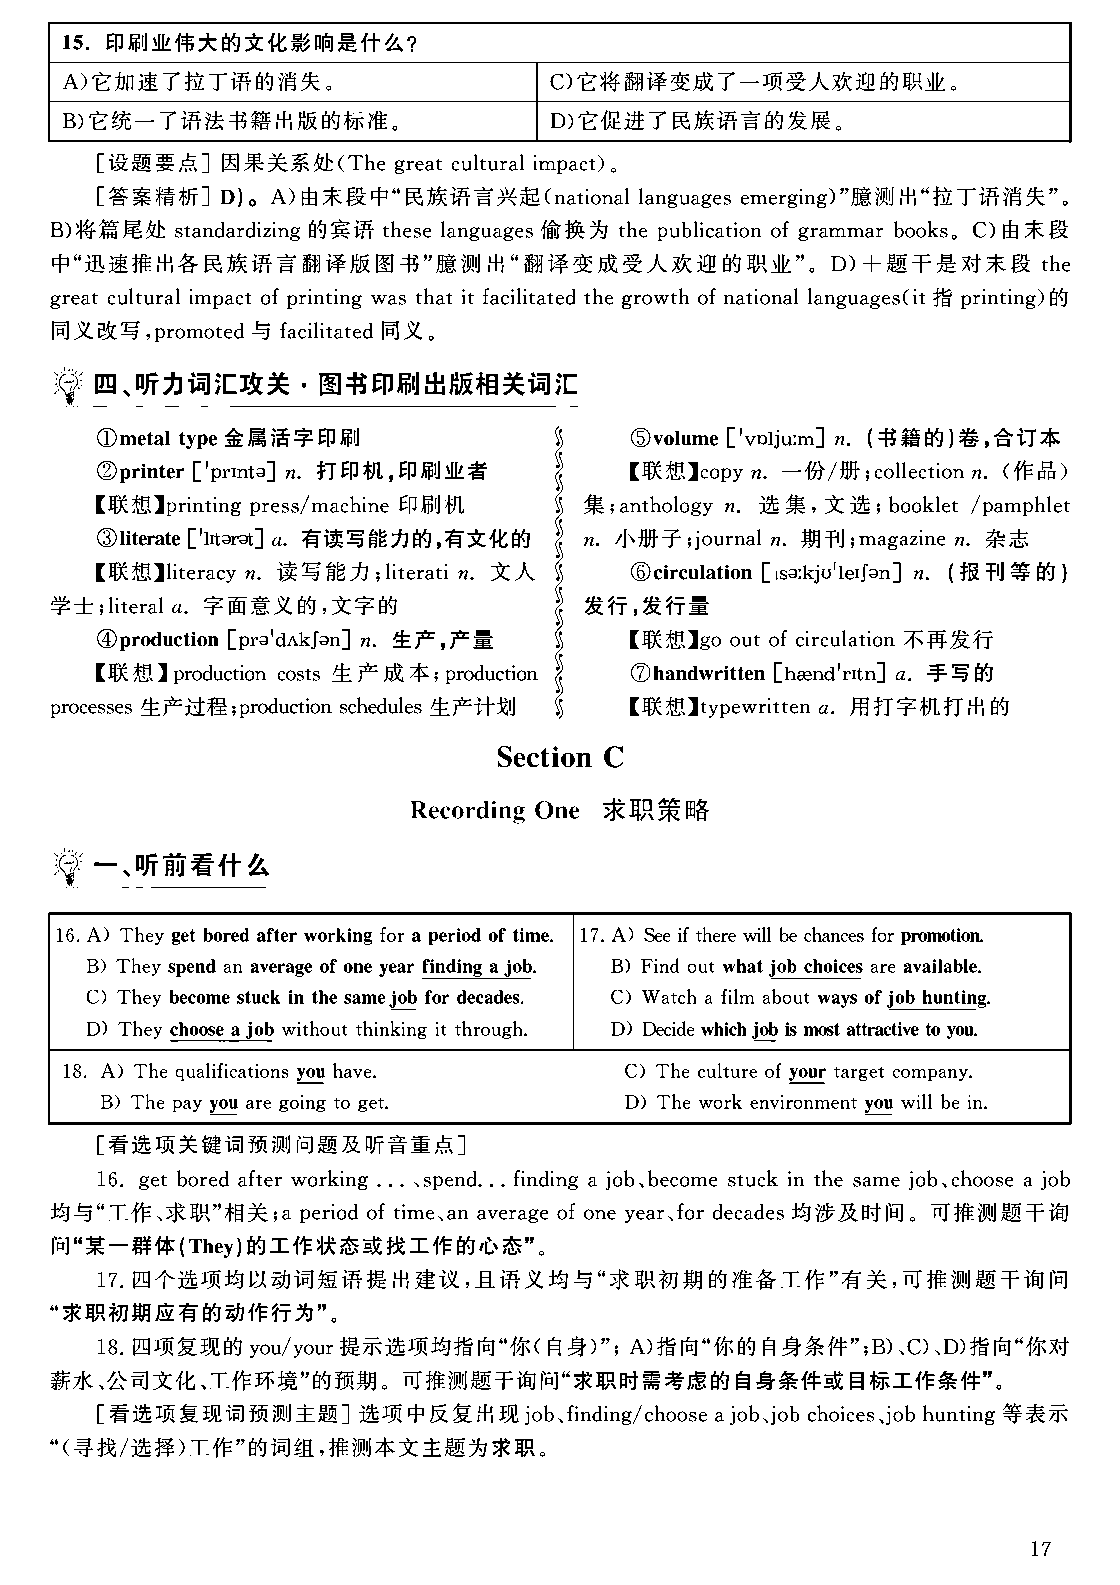 15. 印刷业伟大的文化影响是什么?
A)它加速了拉丁语的消失。
C)它将翻译变成了一项受人欢迎的职业。
B)它统一了语法书籍出版的标准。
D)它促进了民族语言的发展。
[设题要点] 因果关系处(The great cultural impact)。
[答案精析] D)。A)由末段中“民族语言兴起(national languages emerging)”臆测出“拉丁语消失”。
B)将篇尾处 standardizing 的宾语 these languages 偷换为 the publication of grammar books。C)由末段
中“迅速推出各民族语言翻译版图书”臆测出“翻译变成受人欢迎的职业”。D)＋题干是对末段 the
great cultural impact of printing was that it facilitated the growth of national languages(it 指 printing)的
同义改写,promoted 与 facilitated 同义。
四、听力词汇攻关·图书印刷出版相关词汇
①metal type 金属活字印刷
②printer [ˈprɪntə] n. 打印机,印刷业者
【联想】printing press/machine 印刷机
③literate [ˈlɪtərət] a. 有读写能力的,有文化的
【联想】literacy n. 读写能力;literati n. 文人
学士;literal a. 字面意义的,文字的
④production [prəˈdʌkʃən] n. 生产,产量
【联想】production costs 生产成本;production
processes 生产过程;production schedules 生产计划
⑤volume [ˈvɒljuːm] n. (书籍的)卷,合订本
【联想】copy n. 一份/册;collection n. (作品)
集;anthology n. 选集,文选;booklet /pamphlet
n. 小册子;journal n. 期刊;magazine n. 杂志
⑥circulation [ˌsəːkjʊˈleɪʃən] n. (报刊等的)
发行,发行量
【联想】go out of circulation 不再发行
⑦handwritten [hændˈrɪtn] a. 手写的
【联想】typewritten a. 用打字机打出的
Section C
Recording One 求职策略
一、听前看什么
16. A) They get bored after working for a period of time.
B) They spend an average of one year finding a job.
C) They become stuck in the same job for decades.
D) They choose a job without thinking it through.
17. A) See if there will be chances for promotion.
B) Find out what job choices are available.
C) Watch a film about ways of job hunting.
D) Decide which job is most attractive to you.
18. A) The qualifications you have.
B) The pay you are going to get.
C) The culture of your target company.
D) The work environment you will be in.
[看选项关键词预测问题及听音重点]
16. get bored after working ...、spend... finding a job、become stuck in the same job、choose a job
均与“工作、求职”相关;a period of time、an average of one year、for decades 均涉及时间。可推测题干询
问“某一群体(They)的工作状态或找工作的心态”。
17. 四个选项均以动词短语提出建议,且语义均与“求职初期的准备工作”有关,可推测题干询问
“求职初期应有的动作行为”。
18. 四项复现的 you/your 提示选项均指向“你(自身)”; A)指向“你的自身条件”;B)、C)、D)指向“你对
薪水、公司文化、工作环境”的预期。可推测题干询问“求职时需考虑的自身条件或目标工作条件”。
[看选项复现词预测主题] 选项中反复出现 job、finding/choose a job、job choices、job hunting 等表示
“(寻找/选择)工作”的词组,推测本文主题为求职。
17